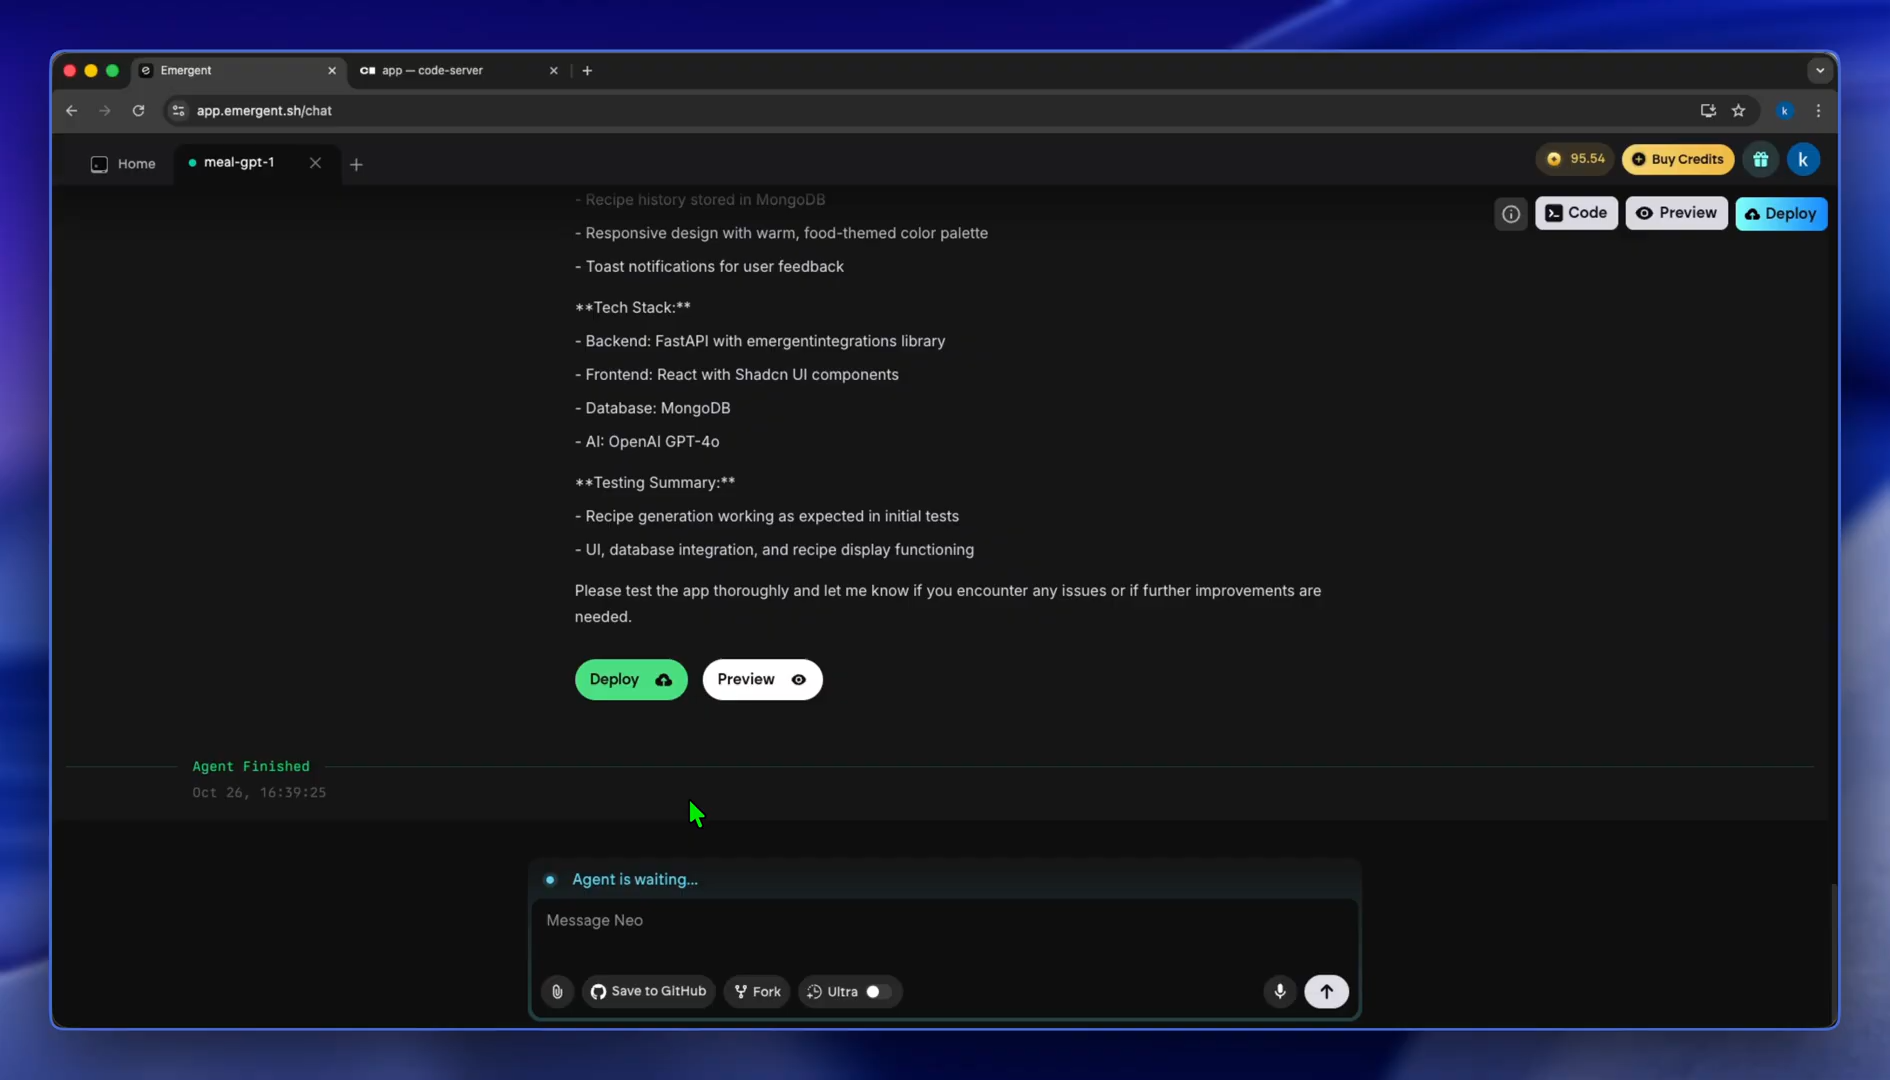 Emergent
app — code-server
app.emergent.sh/chat
k
Home
meal-gpt-1
95.54
Buy Credits
k
- Recipe history stored in MongoDB
Code
Preview
Deploy
- Responsive design with warm, food-themed color palette
- Toast notifications for user feedback
**Tech Stack:**
- Backend: FastAPI with emergentintegrations library
- Frontend: React with Shadcn UI components
- Database: MongoDB
- AI: OpenAI GPT-4o
**Testing Summary:**
- Recipe generation working as expected in initial tests
- UI, database integration, and recipe display functioning
Please test the app thoroughly and let me know if you encounter any issues or if further improvements are
needed.
Deploy
Preview
Agent Finished
Oct 26, 16:39:25
Agent is waiting...
Message Neo
Save to GitHub
Fork
Ultra